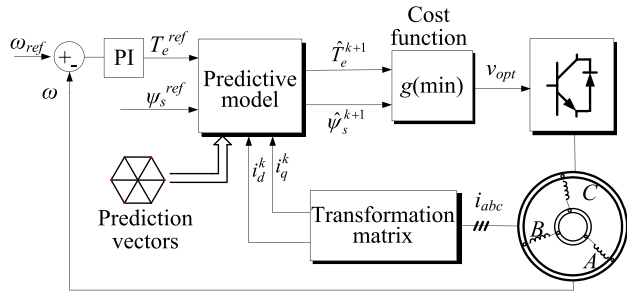 Cost
function
ω_ref
+
-
PI
T_e^ref
Predictive
model
T̂_e^{k+1}
g(min)
v_opt
ω
ψ_s^ref
ψ̂_s^{k+1}
i_d^k
i_q^k
Prediction
vectors
Transformation
matrix
i_abc
C
B
A